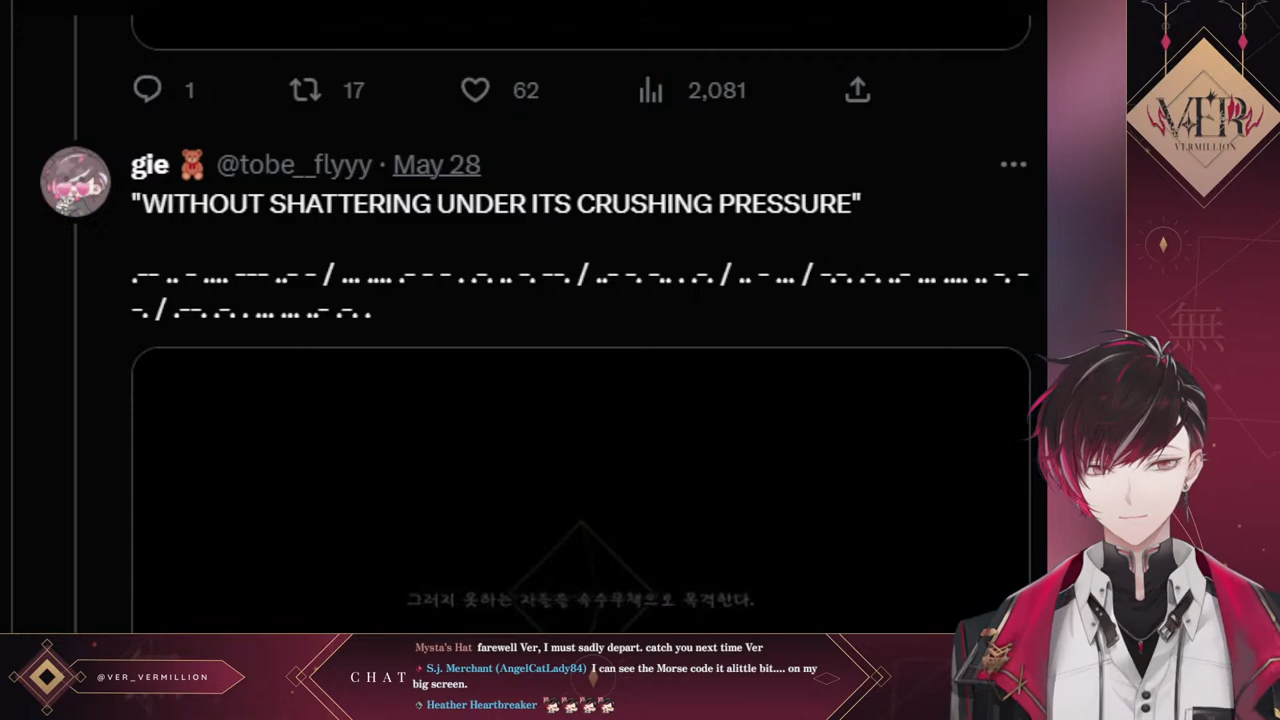 1 17 62 2,081
gie 🧸 @tobe__flyyy · May 28
"WITHOUT SHATTERING UNDER ITS CRUSHING PRESSURE"
.-- .. - .... --- ..- - / ... .... .- - - . .-. .. -. --. / ..- -. -.. . .-. / .. - ... / -.-. .-. ..- ... .... .. -. -
-. / .--. .-. . ... ... ..- .-. .
그러지 못하는 자들을 속수무책으로 목격한다.
VER
VERMILLION
無
@VER_VERMILLION
CHAT
Mysta's Hat farewell Ver, I must sadly depart. catch you next time Ver
S.j. Merchant (AngelCatLady84) I can see the Morse code it alittle bit.... on my
big screen.
Heather Heartbreaker